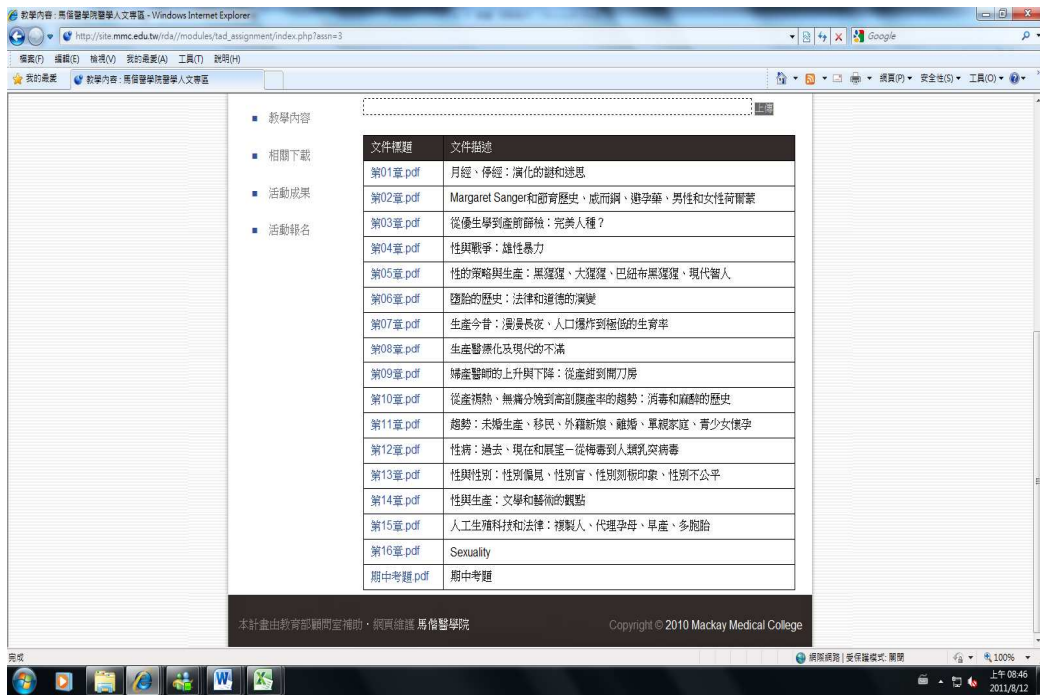 教學內容 : 馬偕醫學院醫學人文專區 - Windows Internet Explorer
http://site.mmc.edu.tw/rda//modules/tad_assignment/index.php?assn=3
Google
檔案(F) 編輯(E) 檢視(V) 我的最愛(A) 工具(T) 說明(H)
我的最愛 教學內容 : 馬偕醫學院醫學人文專區 網頁(P) 安全性(S) 工具(O)
教學內容
相關下載
活動成果
活動報名
上傳
文件標題 文件描述
第01章.pdf 月經、停經：演化的謎和迷思
第02章.pdf Margaret Sanger和節育歷史、威而鋼、避孕藥、男性和女性荷爾蒙
第03章.pdf 從優生學到產前篩檢：完美人種？
第04章.pdf 性與戰爭：雄性暴力
第05章.pdf 性的策略與生產：黑猩猩、大猩猩、巴紐布黑猩猩、現代智人
第06章.pdf 墮胎的歷史：法律和道德的演變
第07章.pdf 生產今昔：漫漫長夜、人口爆炸到極低的生育率
第08章.pdf 生產醫療化及現代的不滿
第09章.pdf 婦產醫師的上升與下降：從產鉗到開刀房
第10章.pdf 從產褥熱、無痛分娩到高剖腹產率的趨勢：消毒和麻醉的歷史
第11章.pdf 趨勢：未婚生產、移民、外籍新娘、離婚、單親家庭、青少女懷孕
第12章.pdf 性病：過去、現在和展望－從梅毒到人類乳突病毒
第13章.pdf 性與性別：性別偏見、性別盲、性別刻板印象、性別不公平
第14章.pdf 性與生產：文學和藝術的觀點
第15章.pdf 人工生殖科技和法律：複製人、代理孕母、早產、多胞胎
第16章.pdf Sexuality
期中考題.pdf 期中考題
本計畫由教育部顧問室補助・網頁維護 馬偕醫學院 Copyright © 2010 Mackay Medical College
完成 網際網路 | 受保護模式: 關閉 100%
上午 08:46
2011/8/12